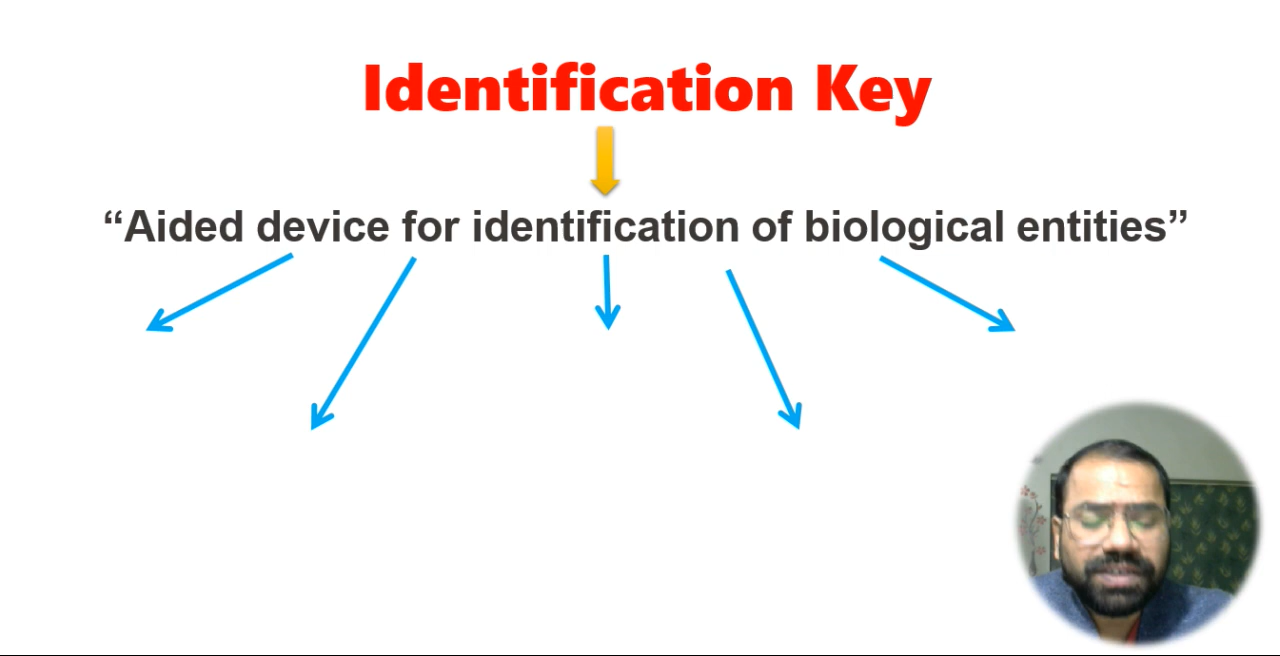 Identification Key
“Aided device for identification of biological entities”